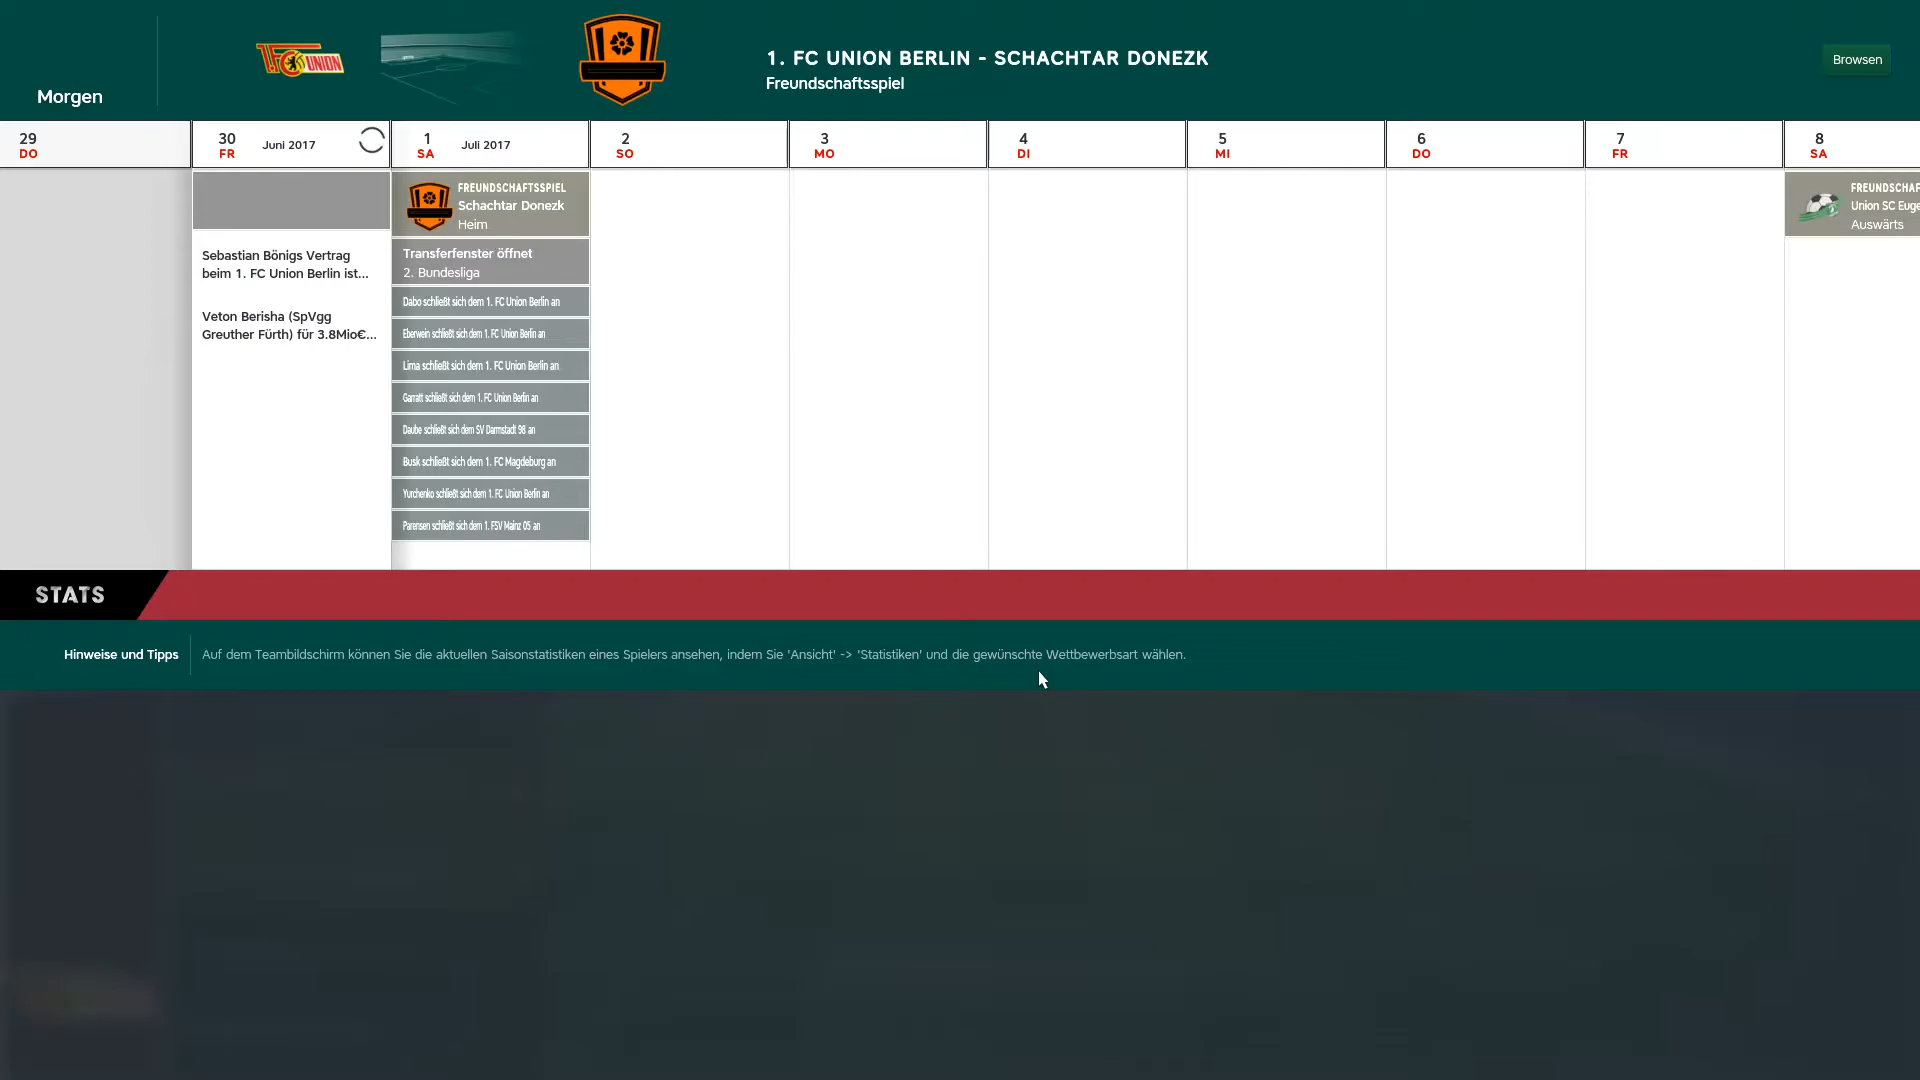 Morgen
1. FC UNION BERLIN - SCHACHTAR DONEZK
Freundschaftsspiel
Browsen
29
DO
30
FR
Juni 2017
1
SA
Juli 2017
2
SO
3
MO
4
DI
5
MI
6
DO
7
FR
8
SA
Sebastian Bönigs Vertrag
beim 1. FC Union Berlin ist...
Veton Berisha (SpVgg
Greuther Fürth) für 3.8Mio€...
FREUNDSCHAFTSSPIEL
Schachtar Donezk
Heim
Transferfenster öffnet
2. Bundesliga
Dabo schließt sich dem 1. FC Union Berlin an
Eberwein schließt sich dem 1. FC Union Berlin an
Lima schließt sich dem 1. FC Union Berlin an
Garratt schließt sich dem 1. FC Union Berlin an
Daube schließt sich dem SV Darmstadt 98 an
Busk schließt sich dem 1. FC Magdeburg an
Yurchenko schließt sich dem 1. FC Union Berlin an
Parensen schließt sich dem 1. FSV Mainz 05 an
FREUNDSCHAF
Union SC Euge
Auswärts
STATS
Hinweise und Tipps
Auf dem Teambildschirm können Sie die aktuellen Saisonstatistiken eines Spielers ansehen, indem Sie 'Ansicht' -> 'Statistiken' und die gewünschte Wettbewerbsart wählen.
1.FC UNION